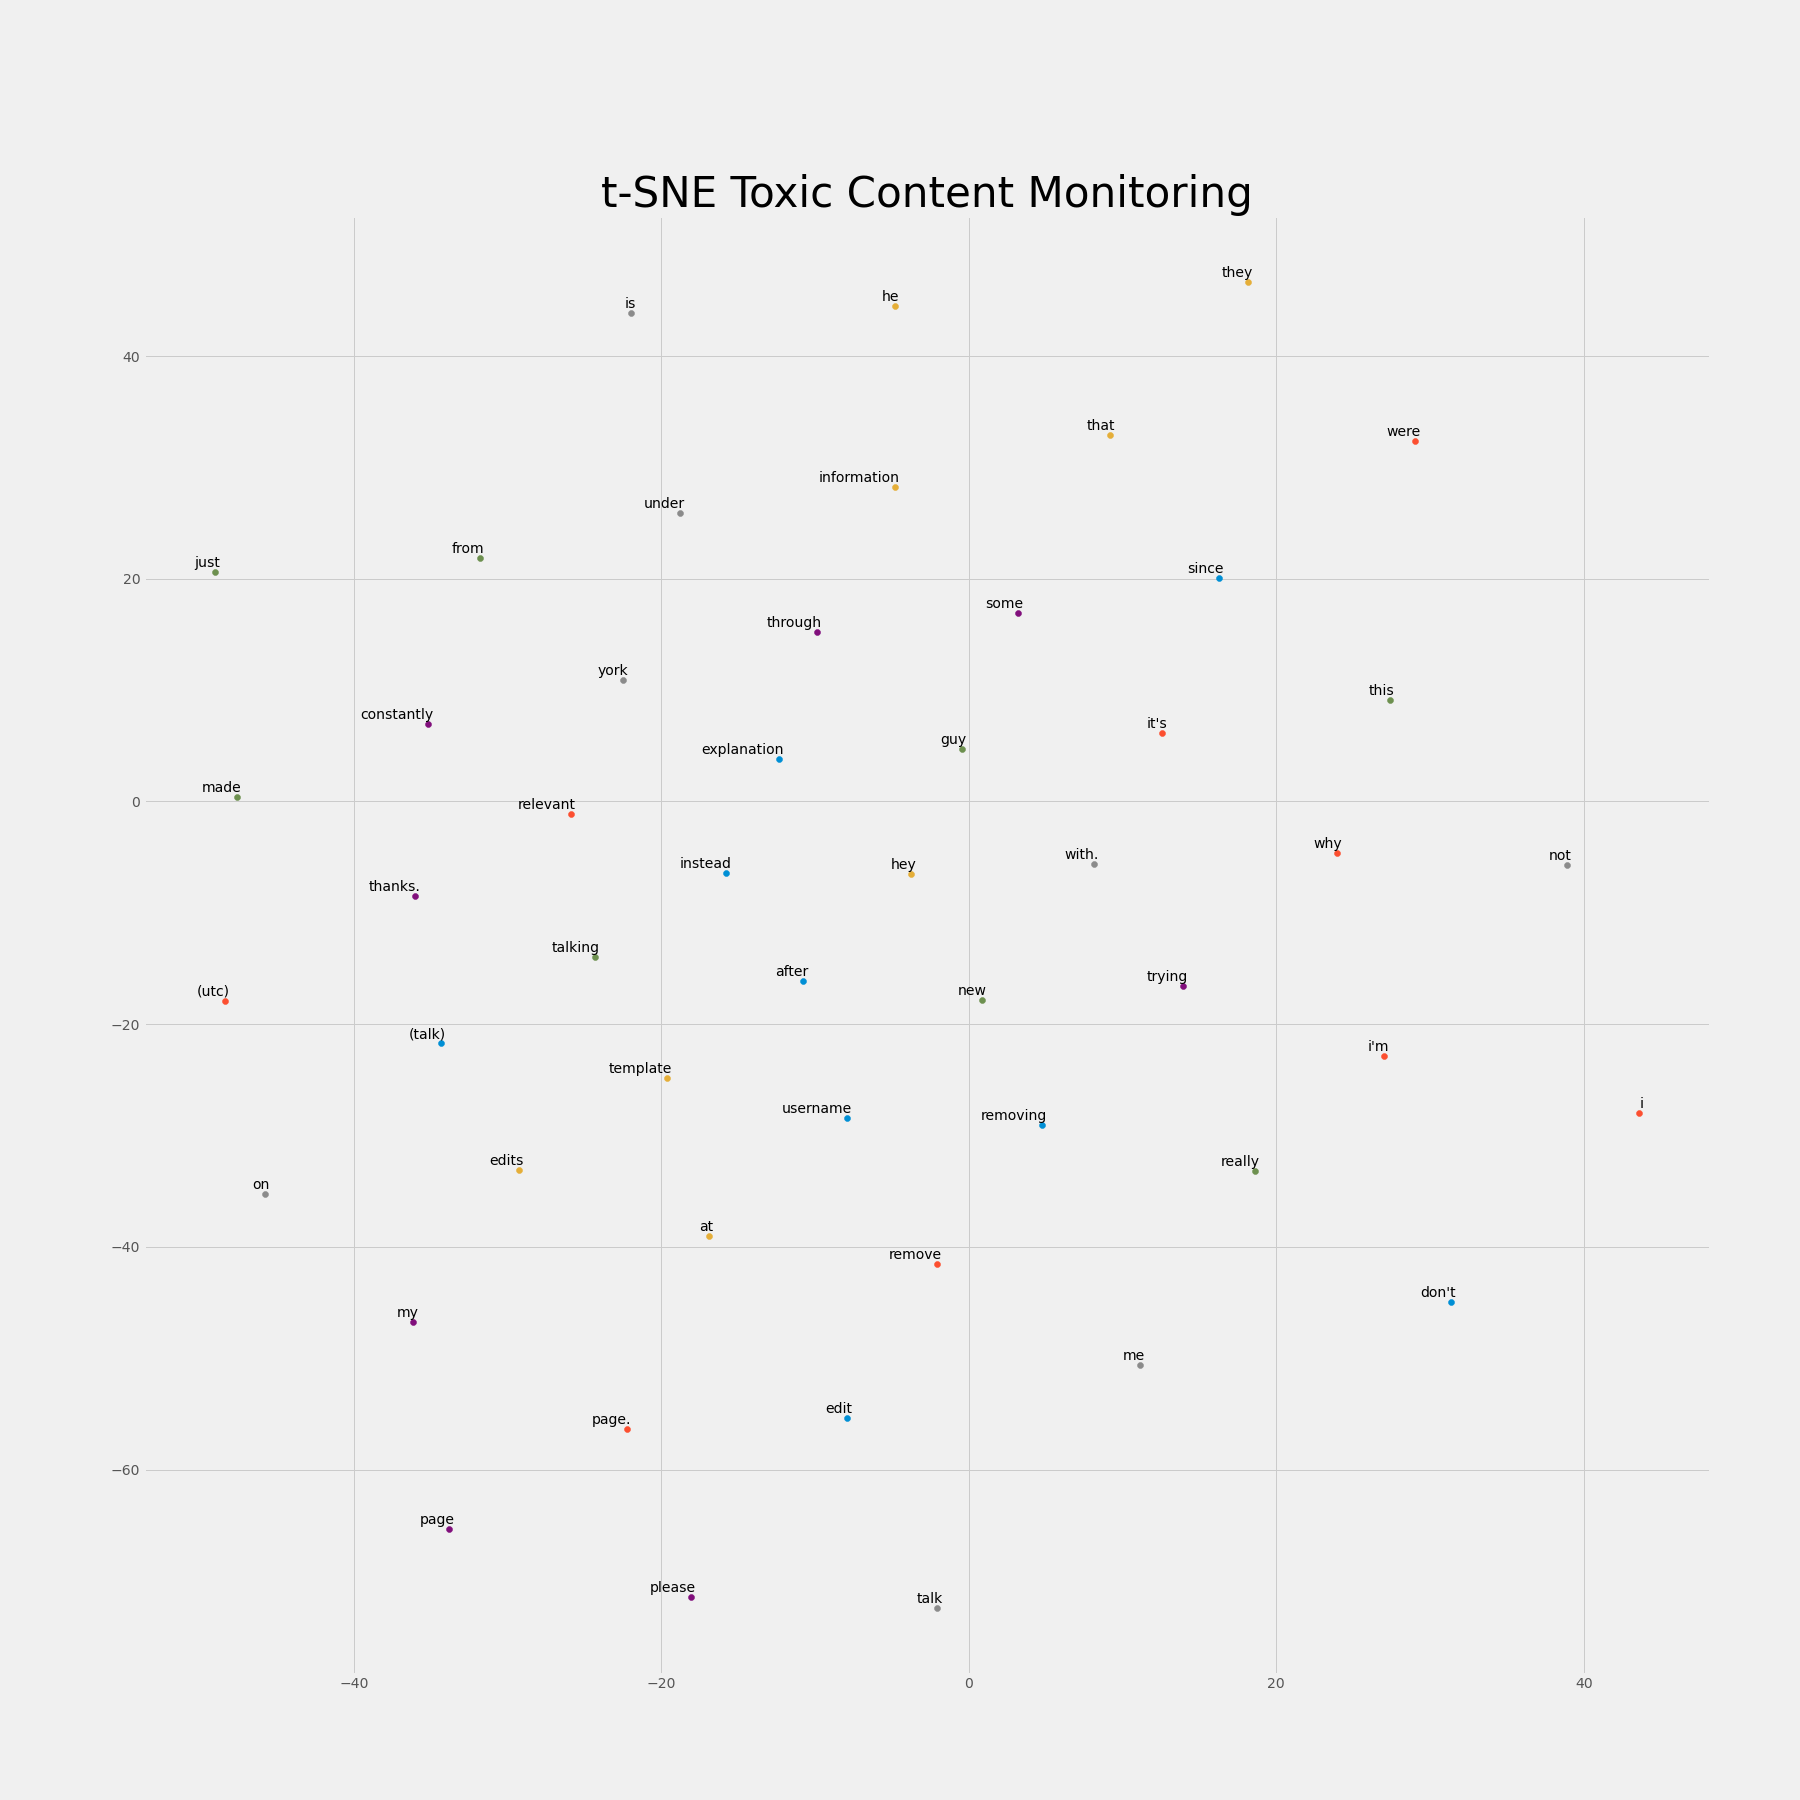 t-SNE Toxic Content Monitoring
they
he
is
40
that
were
information
under
from
just
since
20
some
through
york
this
constantly
it's
guy
explanation
made
0
relevant
why
with.
not
instead
hey
thanks.
talking
after
trying
new
(utc)
−20
(talk)
i'm
template
i
username
removing
edits
really
on
at
−40
remove
don't
my
me
edit
page.
−60
page
please
talk
−40
−20
0
20
40